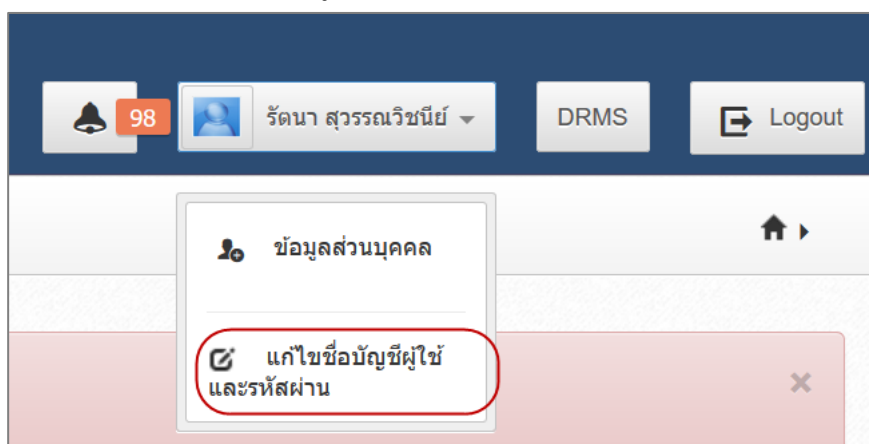 98
รัตนา สุวรรณวิชนีย์
DRMS
Logout
ข้อมูลส่วนบุคคล
แก้ไขชื่อบัญชีผู้ใช้
และรหัสผ่าน